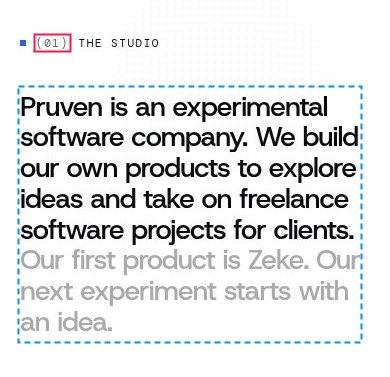 (01) THE STUDIO
Pruven is an experimental
software company. We build
our own products to explore
ideas and take on freelance
software projects for clients.
Our first product is Zeke. Our
next experiment starts with
an idea.